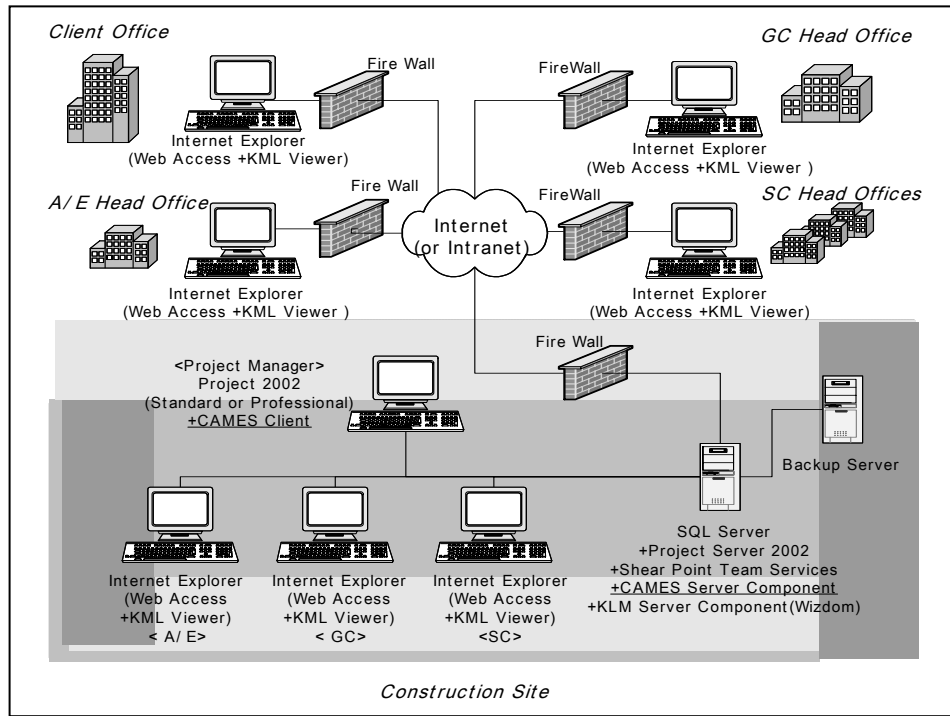 Client Office
GC Head Office
Fire Wall
FireWall
Internet Explorer
(Web Access +KML Viewer)
Internet Explorer
(Web Access +KML Viewer )
A/ E Head Office
Fire Wall
FireWall
SC Head Offices
Internet
(or Intranet)
Internet Explorer
(Web Access +KML Viewer )
Internet Explorer
(Web Access +KML Viewer)
Fire Wall
<Project Manager>
Project 2002
(Standard or Professional)
+CAMES Client
Backup Server
SQL Server
+Project Server 2002
+Shear Point Team Services
+CAMES Server Component
+KLM Server Component(Wizdom)
Internet Explorer
(Web Access
+KML Viewer)
< A/ E>
Internet Explorer
(Web Access
+KML Viewer)
< GC>
Internet Explorer
(Web Access
+KML Viewer)
<SC>
Construction Site